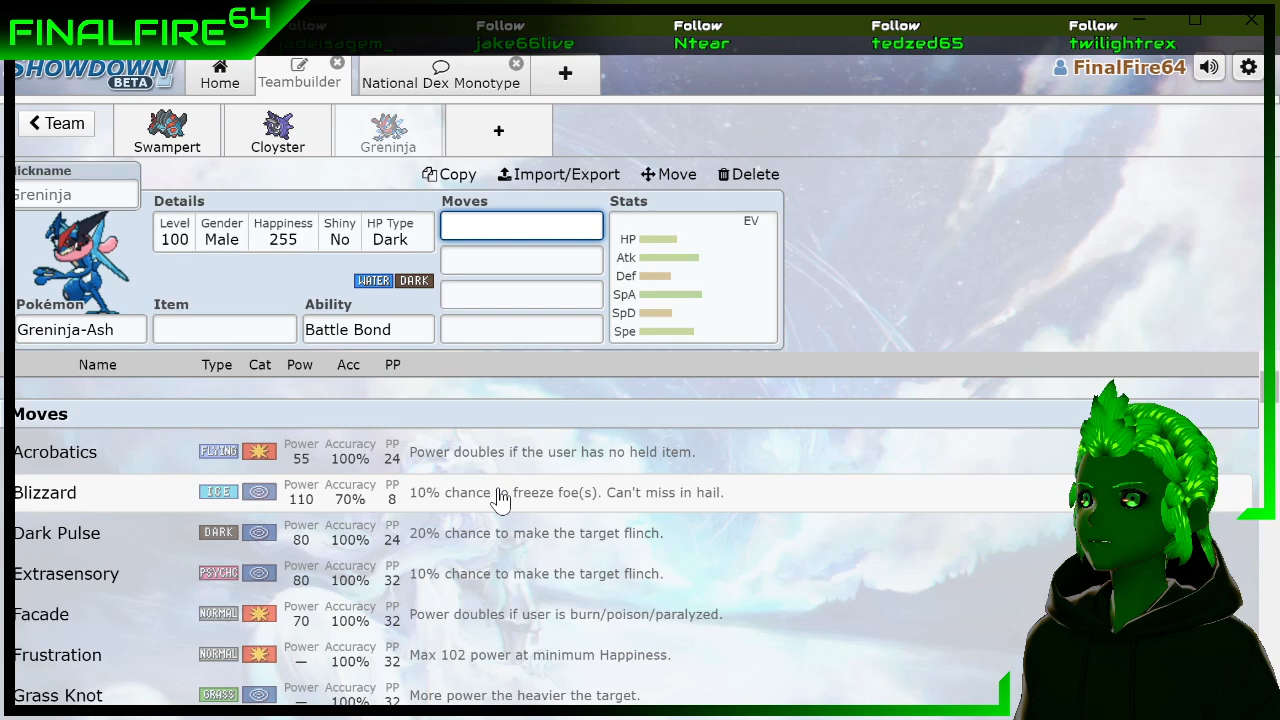 FINALFIRE64
Follow
jake66live
Follow
Ntear
Follow
tedzed65
Follow
twilightrex
SHOWDOWN
BETA
Home
Teambuilder
National Dex Monotype
+
FinalFire64
Team
Swampert
Cloyster
Greninja
+
ickname
Greninja
Copy
Import/Export
Move
Delete
Details
Level
100
Gender
Male
Happiness
255
Shiny
No
HP Type
Dark
WATER DARK
Pokémon
Greninja-Ash
Item
Ability
Battle Bond
Moves
Stats
EV
HP
Atk
Def
SpA
SpD
Spe
Name Type Cat Pow Acc PP
Moves
Acrobatics FLYING Power 55 Accuracy 100% PP 24 Power doubles if the user has no held item.
Blizzard ICE Power 110 Accuracy 70% PP 8 10% chance to freeze foe(s). Can't miss in hail.
Dark Pulse DARK Power 80 Accuracy 100% PP 24 20% chance to make the target flinch.
Extrasensory PSYCHC Power 80 Accuracy 100% PP 32 10% chance to make the target flinch.
Facade NORMAL Power 70 Accuracy 100% PP 32 Power doubles if user is burn/poison/paralyzed.
Frustration NORMAL Power — Accuracy 100% PP 32 Max 102 power at minimum Happiness.
Grass Knot GRASS Power — Accuracy 100% PP 32 More power the heavier the target.